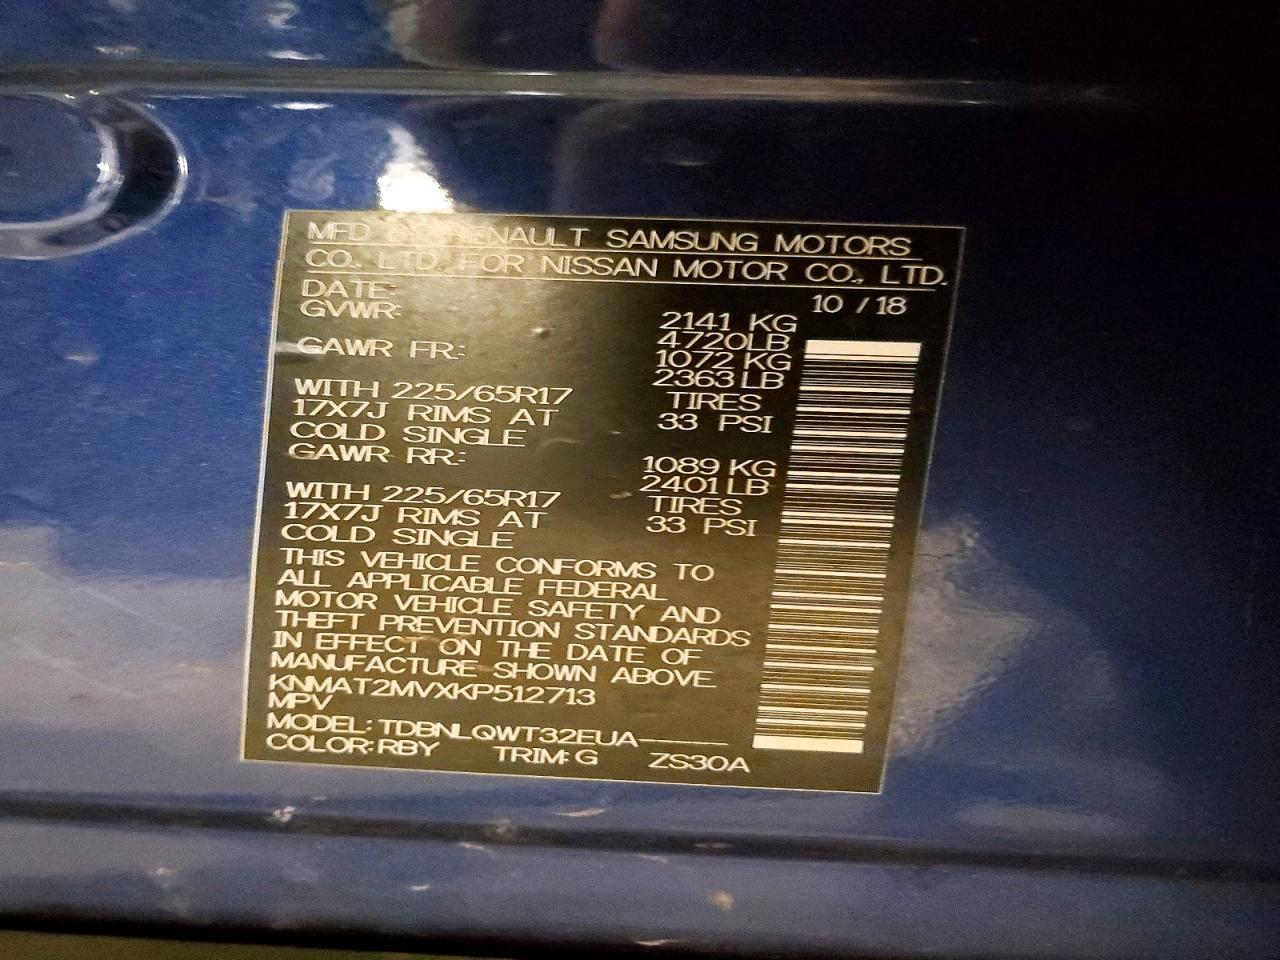 MFD BY RENAULT SAMSUNG MOTORS
CO., LTD. FOR NISSAN MOTOR CO., LTD.
DATE: 10 / 18
GVWR: 2141 KG
4720LB
GAWR FR.: 1072 KG
2363 LB
WITH 225/65R17 TIRES
17X7J RIMS AT 33 PSI
COLD SINGLE
GAWR RR.: 1089 KG
2401 LB
WITH 225/65R17 TIRES
17X7J RIMS AT 33 PSI
COLD SINGLE
THIS VEHICLE CONFORMS TO
ALL APPLICABLE FEDERAL
MOTOR VEHICLE SAFETY AND
THEFT PREVENTION STANDARDS
IN EFFECT ON THE DATE OF
MANUFACTURE SHOWN ABOVE.
KNMAT2MVXKP512713
MPV
MODEL: TDBNLQWT32EUA-----
COLOR: RBY TRIM: G ZS30A